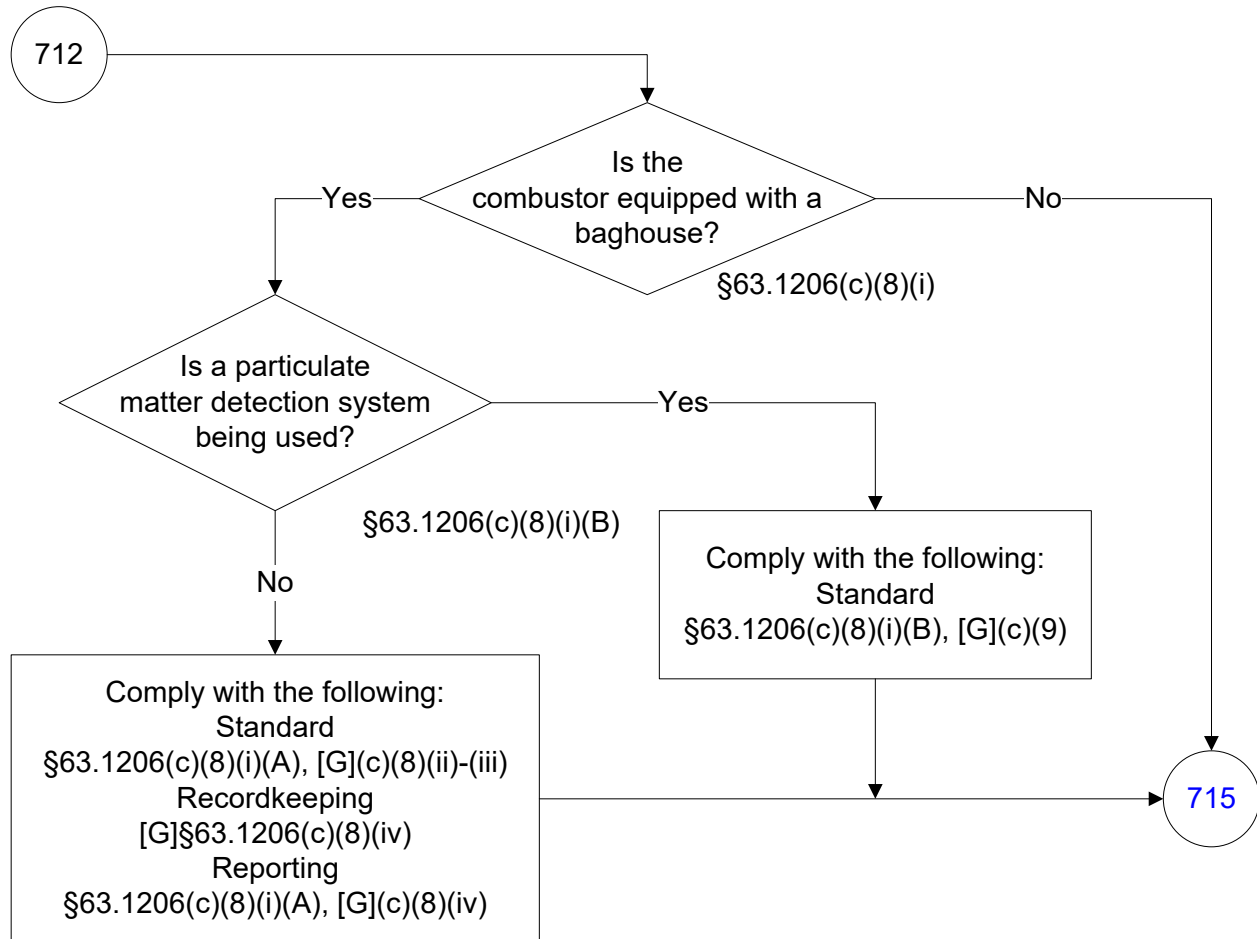 712
Is the
combustor equipped with a
baghouse?
Yes
No
§63.1206(c)(8)(i)
Is a particulate
matter detection system
being used?
Yes
§63.1206(c)(8)(i)(B)
No
Comply with the following:
Standard
§63.1206(c)(8)(i)(B), [G](c)(9)
Comply with the following:
Standard
§63.1206(c)(8)(i)(A), [G](c)(8)(ii)-(iii)
Recordkeeping
[G]§63.1206(c)(8)(iv)
Reporting
§63.1206(c)(8)(i)(A), [G](c)(8)(iv)
715